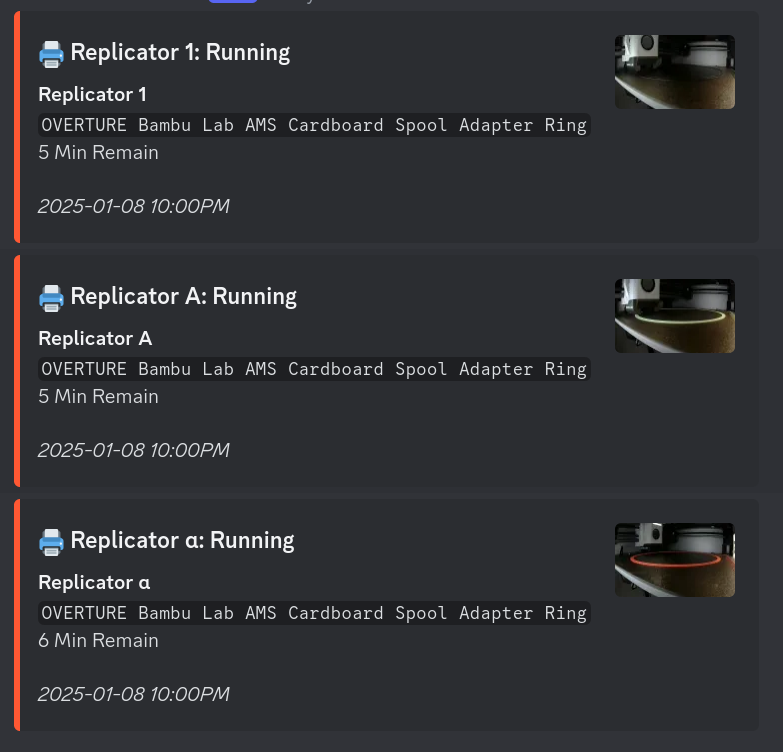 Replicator 1: Running
Replicator 1
OVERTURE Bambu Lab AMS Cardboard Spool Adapter Ring
5 Min Remain
2025-01-08 10:00PM
Replicator A: Running
Replicator A
OVERTURE Bambu Lab AMS Cardboard Spool Adapter Ring
5 Min Remain
2025-01-08 10:00PM
Replicator α: Running
Replicator α
OVERTURE Bambu Lab AMS Cardboard Spool Adapter Ring
6 Min Remain
2025-01-08 10:00PM